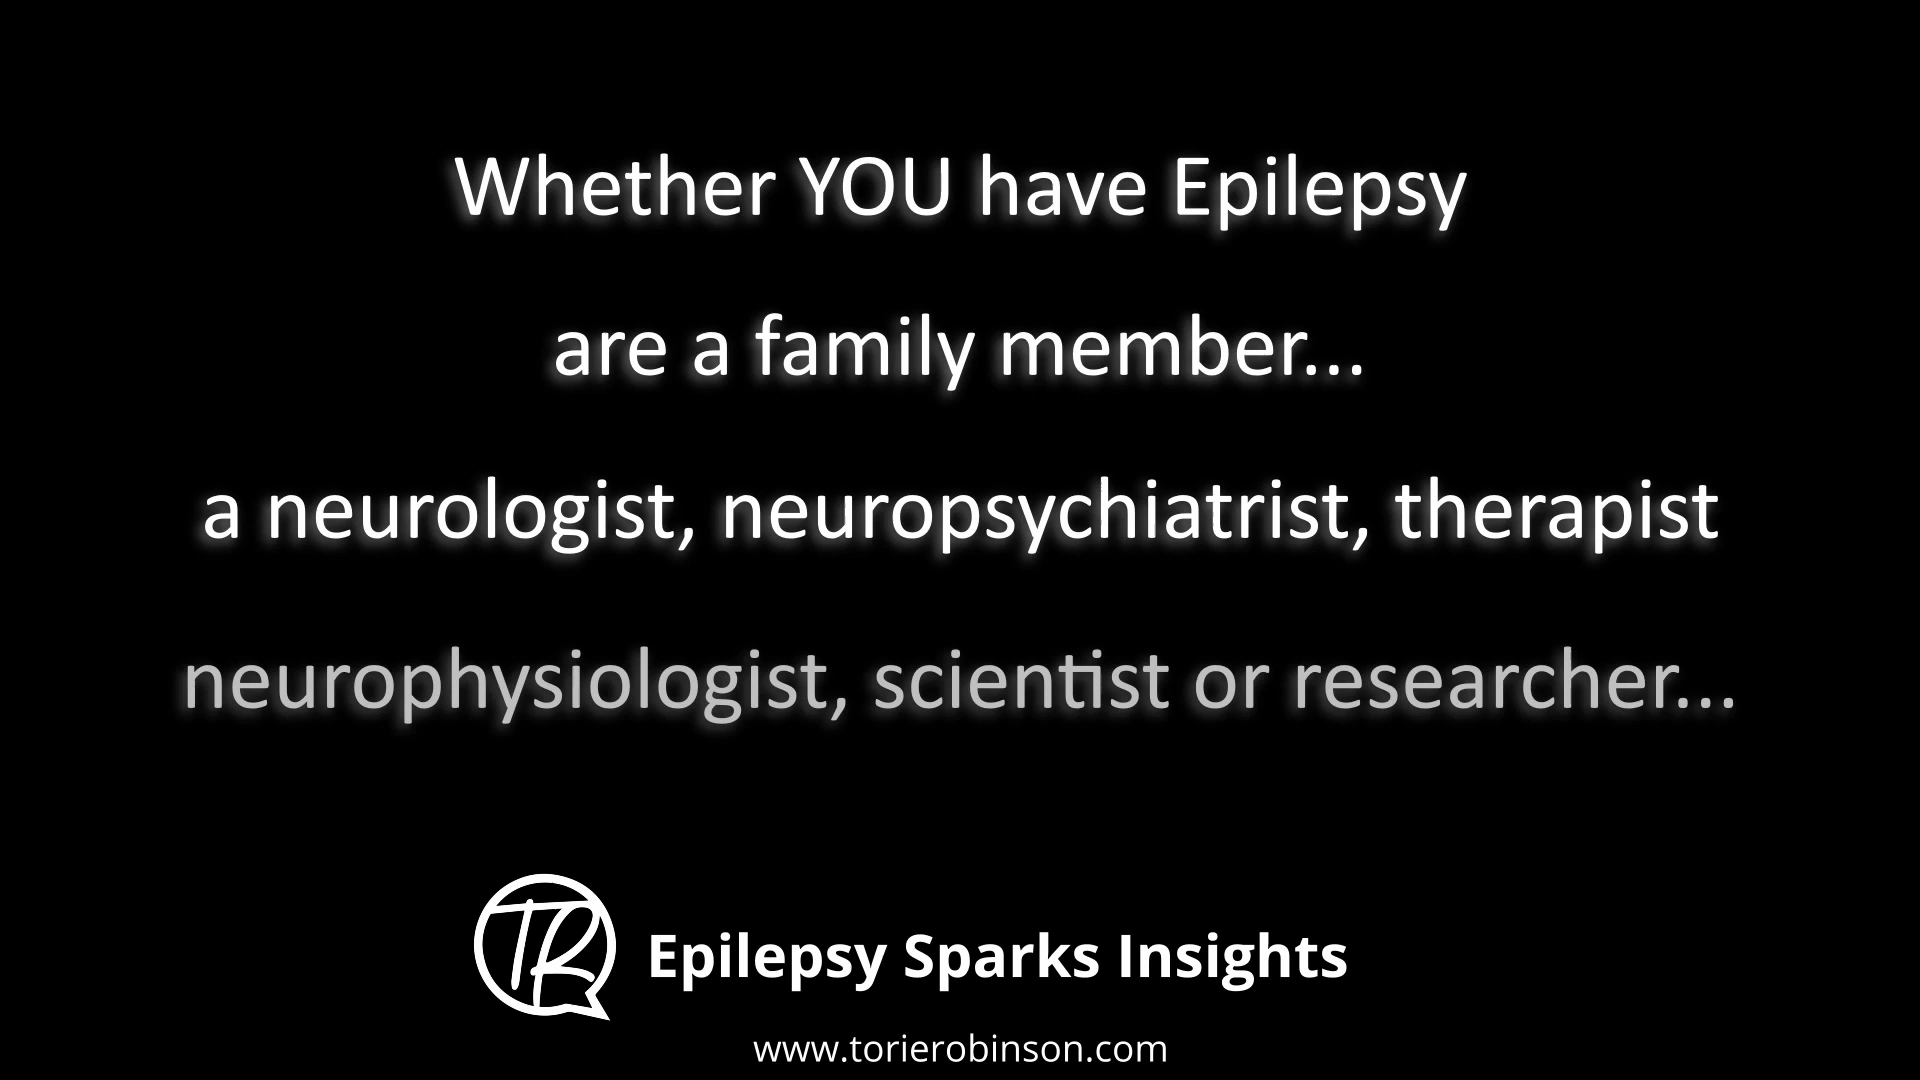 Whether YOU have Epilepsy
are a family member...
a neurologist, neuropsychiatrist, therapist
neurophysiologist, scientist or researcher...
TR
Epilepsy Sparks Insights
www.torierobinson.com